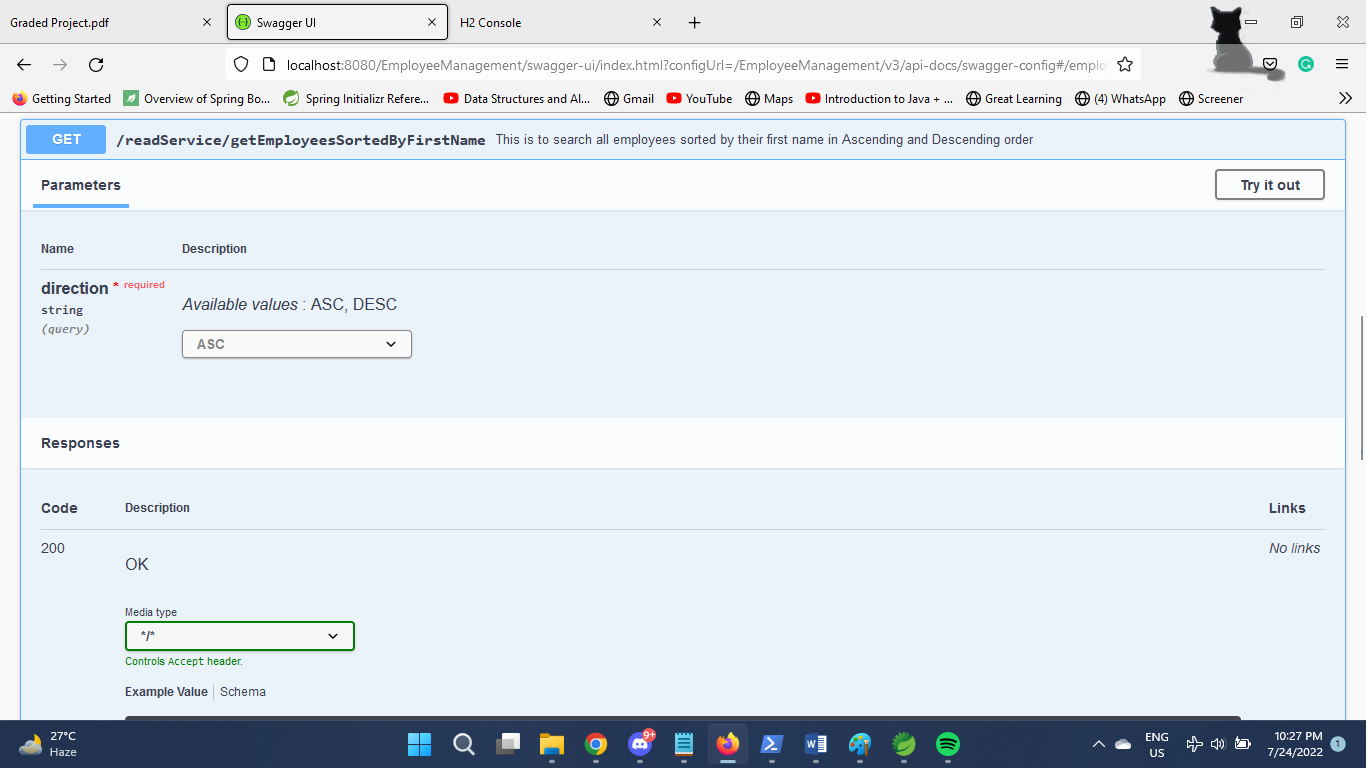 Graded Project.pdf
Swagger UI
H2 Console
localhost:8080/EmployeeManagement/swagger-ui/index.html?configUrl=/EmployeeManagement/v3/api-docs/swagger-config#/emplo
Getting Started
Overview of Spring Bo...
Spring Initializr Refere...
Data Structures and Al...
Gmail
YouTube
Maps
Introduction to Java + ...
Great Learning
(4) WhatsApp
Screener
GET /readService/getEmployeesSortedByFirstName This is to search all employees sorted by their first name in Ascending and Descending order
Parameters
Try it out
Name Description
direction * required
string
(query)
Available values : ASC, DESC
ASC
Responses
Code Description Links
200
OK
No links
Media type
*/*
Controls Accept header.
Example Value Schema
27°C
Haze
9+
ENG
US
10:27 PM
7/24/2022
1